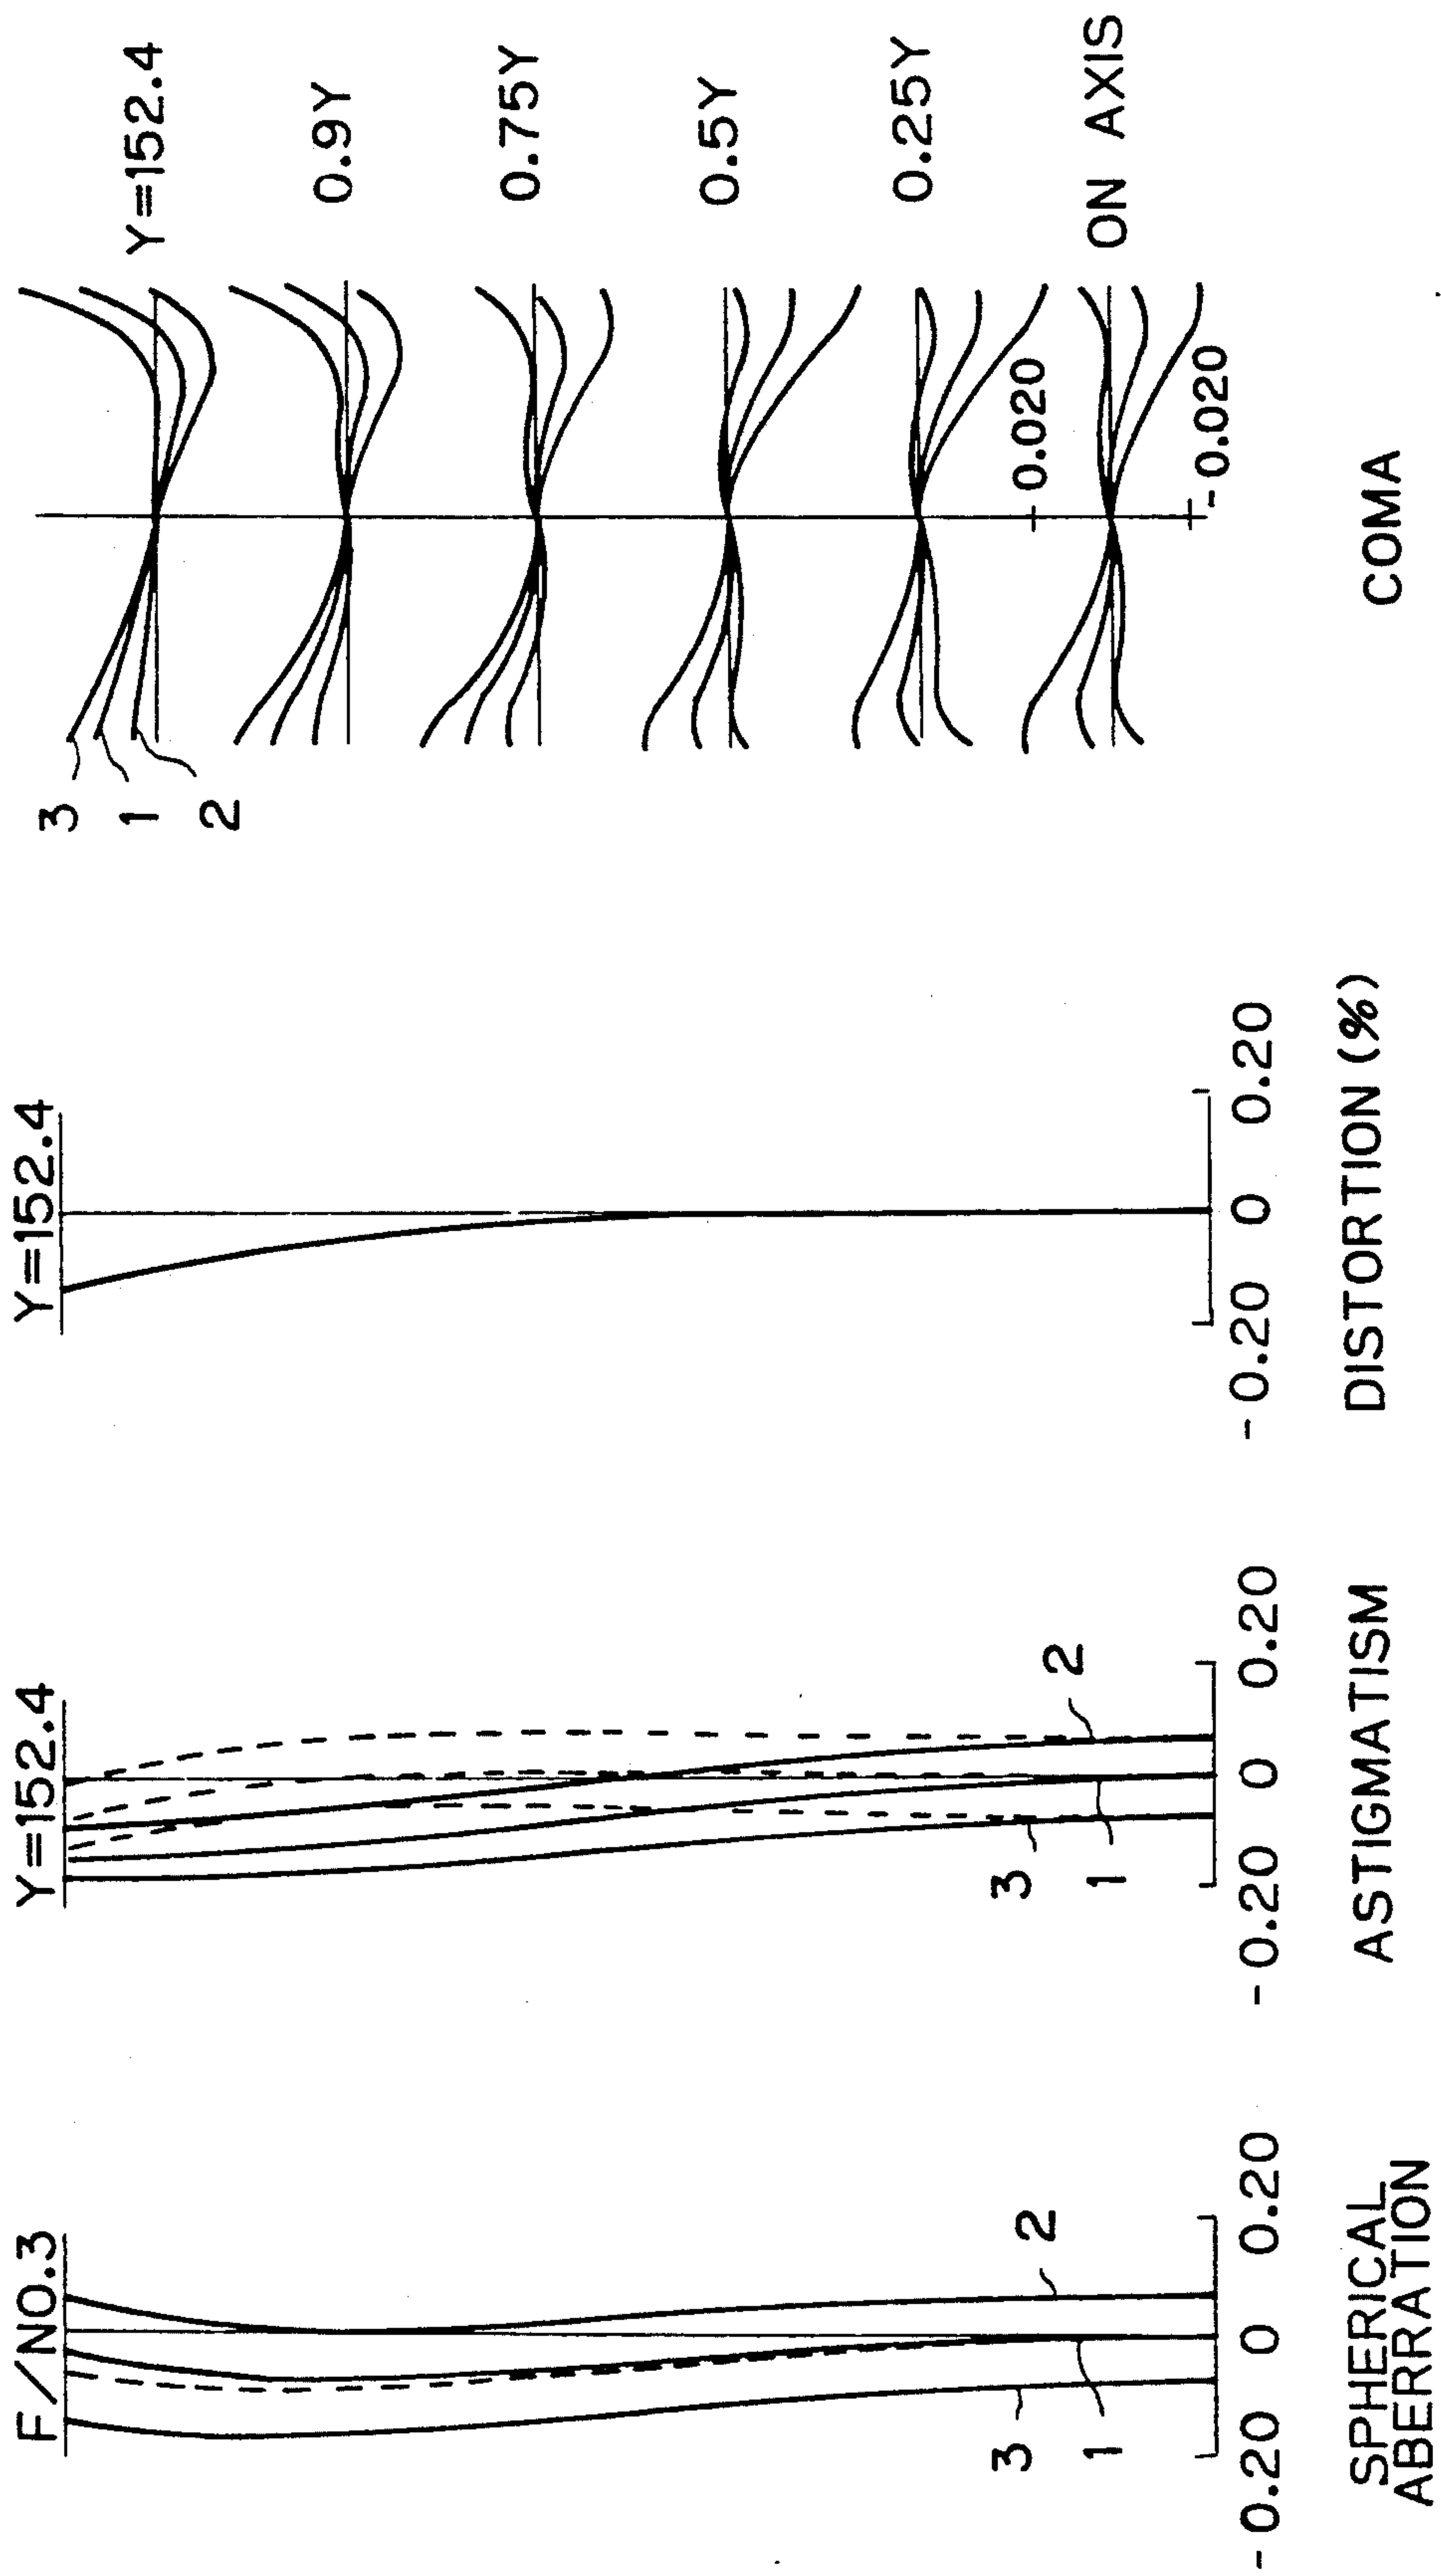 F/NO.3
2
3
1
-0.20 0 0.20
SPHERICAL
ABERRATION
Y=152.4
2
3
1
-0.20 0 0.20
ASTIGMATISM
Y=152.4
-0.20 0 0.20
DISTORTION (%)
3
1
2
Y=152.4
0.9Y
0.75Y
0.5Y
0.25Y
0.020
ON AXIS
-0.020
COMA